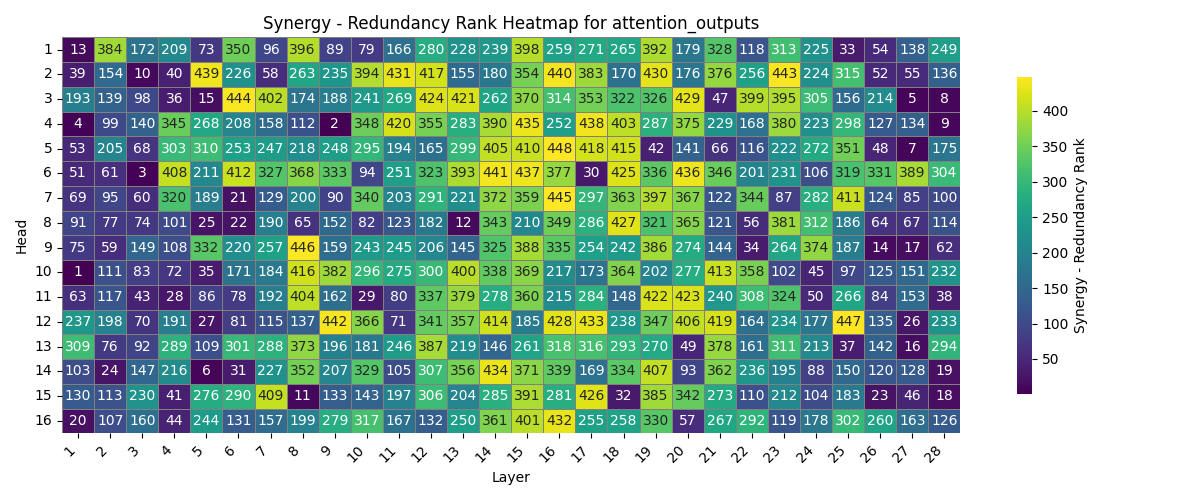 Synergy - Redundancy Rank Heatmap for attention_outputs
1 13 384 172 209 73 350 96 396 89 79 166 280 228 239 398 259 271 265 392 179 328 118 313 225 33 54 138 249
2 39 154 10 40 439 226 58 263 235 394 431 417 155 180 354 440 383 170 430 176 376 256 443 224 315 52 55 136
3 193 139 98 36 15 444 402 174 188 241 269 424 421 262 370 314 353 322 326 429 47 399 395 305 156 214 5 8
4 4 99 140 345 268 208 158 112 2 348 420 355 283 390 435 252 438 403 287 375 229 168 380 223 298 127 134 9
5 53 205 68 303 310 253 247 218 248 295 194 165 299 405 410 448 418 415 42 141 66 116 222 272 351 48 7 175
6 51 61 3 408 211 412 327 368 333 94 251 323 393 441 437 377 30 425 336 436 346 201 231 106 319 331 389 304
7 69 95 60 320 189 21 129 200 90 340 203 291 221 372 359 445 297 363 397 367 122 344 87 282 411 124 85 100
8 91 77 74 101 25 22 190 65 152 82 123 182 12 343 210 349 286 427 321 365 121 56 381 312 186 64 67 114
9 75 59 149 108 332 220 257 446 159 243 245 206 145 325 388 335 254 242 386 274 144 34 264 374 187 14 17 62
10 1 111 83 72 35 171 184 416 382 296 275 300 400 338 369 217 173 364 202 277 413 358 102 45 97 125 151 232
11 63 117 43 28 86 78 192 404 162 29 80 337 379 278 360 215 284 148 422 423 240 308 324 50 266 84 153 38
12 237 198 70 191 27 81 115 137 442 366 71 341 357 414 185 428 433 238 347 406 419 164 234 177 447 135 26 233
13 309 76 92 289 109 301 288 373 196 181 246 387 219 146 261 318 316 293 270 49 378 161 311 213 37 142 16 294
14 103 24 147 216 6 31 227 352 207 329 105 307 356 434 371 339 169 334 407 93 362 236 195 88 150 120 128 19
15 130 113 230 41 276 290 409 11 133 143 197 306 204 285 391 281 426 32 385 342 273 110 212 104 183 23 46 18
16 20 107 160 44 244 131 157 199 279 317 167 132 250 361 401 432 255 258 330 57 267 292 119 178 302 260 163 126
1 2 3 4 5 6 7 8 9 10 11 12 13 14 15 16 17 18 19 20 21 22 23 24 25 26 27 28
Layer
Head
400
350
300
250
200
150
100
50
Synergy - Redundancy Rank